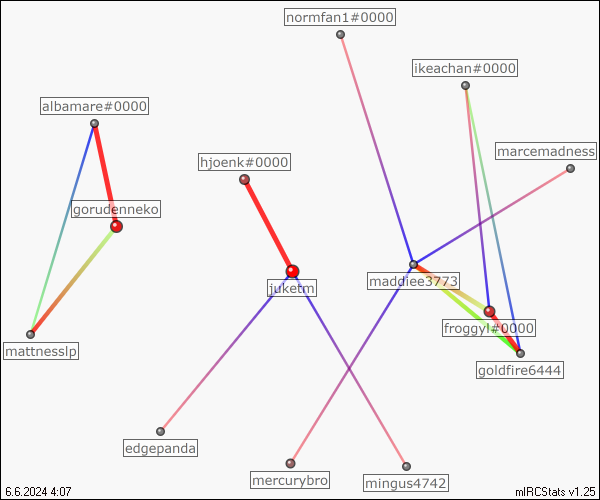 normfan1#0000
ikeachan#0000
albamare#0000
marcemadness
hjoenk#0000
gorudenneko
maddiee3773
juketm
froggyl#0000
mattnesslp
goldfire6444
edgepanda
mercurybro
mingus4742
6.6.2024 4:07
mIRCStats v1.25